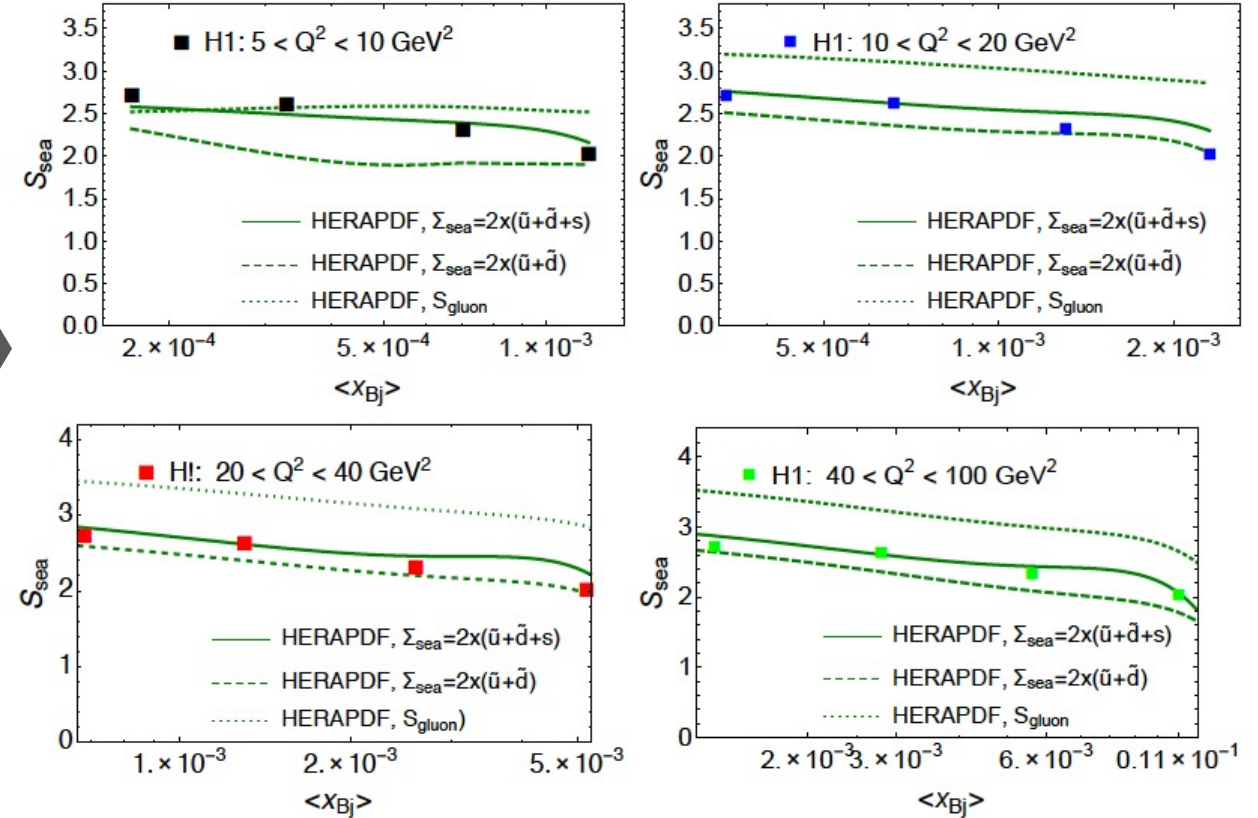 H1: 5 < Q² < 10 GeV²
3.5
3.0
2.5
2.0
1.5
1.0
0.5
0.0
S_sea
HERAPDF, Σ_sea=2x(ũ+d̃+s)
HERAPDF, Σ_sea=2x(ũ+d̃)
HERAPDF, S_gluon
2.×10⁻⁴ 5.×10⁻⁴ 1.×10⁻³
<x_Bj>
H1: 10 < Q² < 20 GeV²
3.5
3.0
2.5
2.0
1.5
1.0
0.5
0.0
S_sea
HERAPDF, Σ_sea=2x(ũ+d̃+s)
HERAPDF, Σ_sea=2x(ũ+d̃)
HERAPDF, S_gluon
5.×10⁻⁴ 1.×10⁻³ 2.×10⁻³
<x_Bj>
H!: 20 < Q² < 40 GeV²
4
3
2
1
0
S_sea
HERAPDF, Σ_sea=2x(ũ+d̃+s)
HERAPDF, Σ_sea=2x(ũ+d̃)
HERAPDF, S_gluon)
1.×10⁻³ 2.×10⁻³ 5.×10⁻³
<x_Bj>
H1: 40 < Q² < 100 GeV²
4
3
2
1
0
S_sea
HERAPDF, Σ_sea=2x(ũ+d̃+s)
HERAPDF, Σ_sea=2x(ũ+d̃)
HERAPDF, S_gluon
2.×10⁻³ 3.×10⁻³ 6.×10⁻³ 0.11×10⁻¹
<x_Bj>